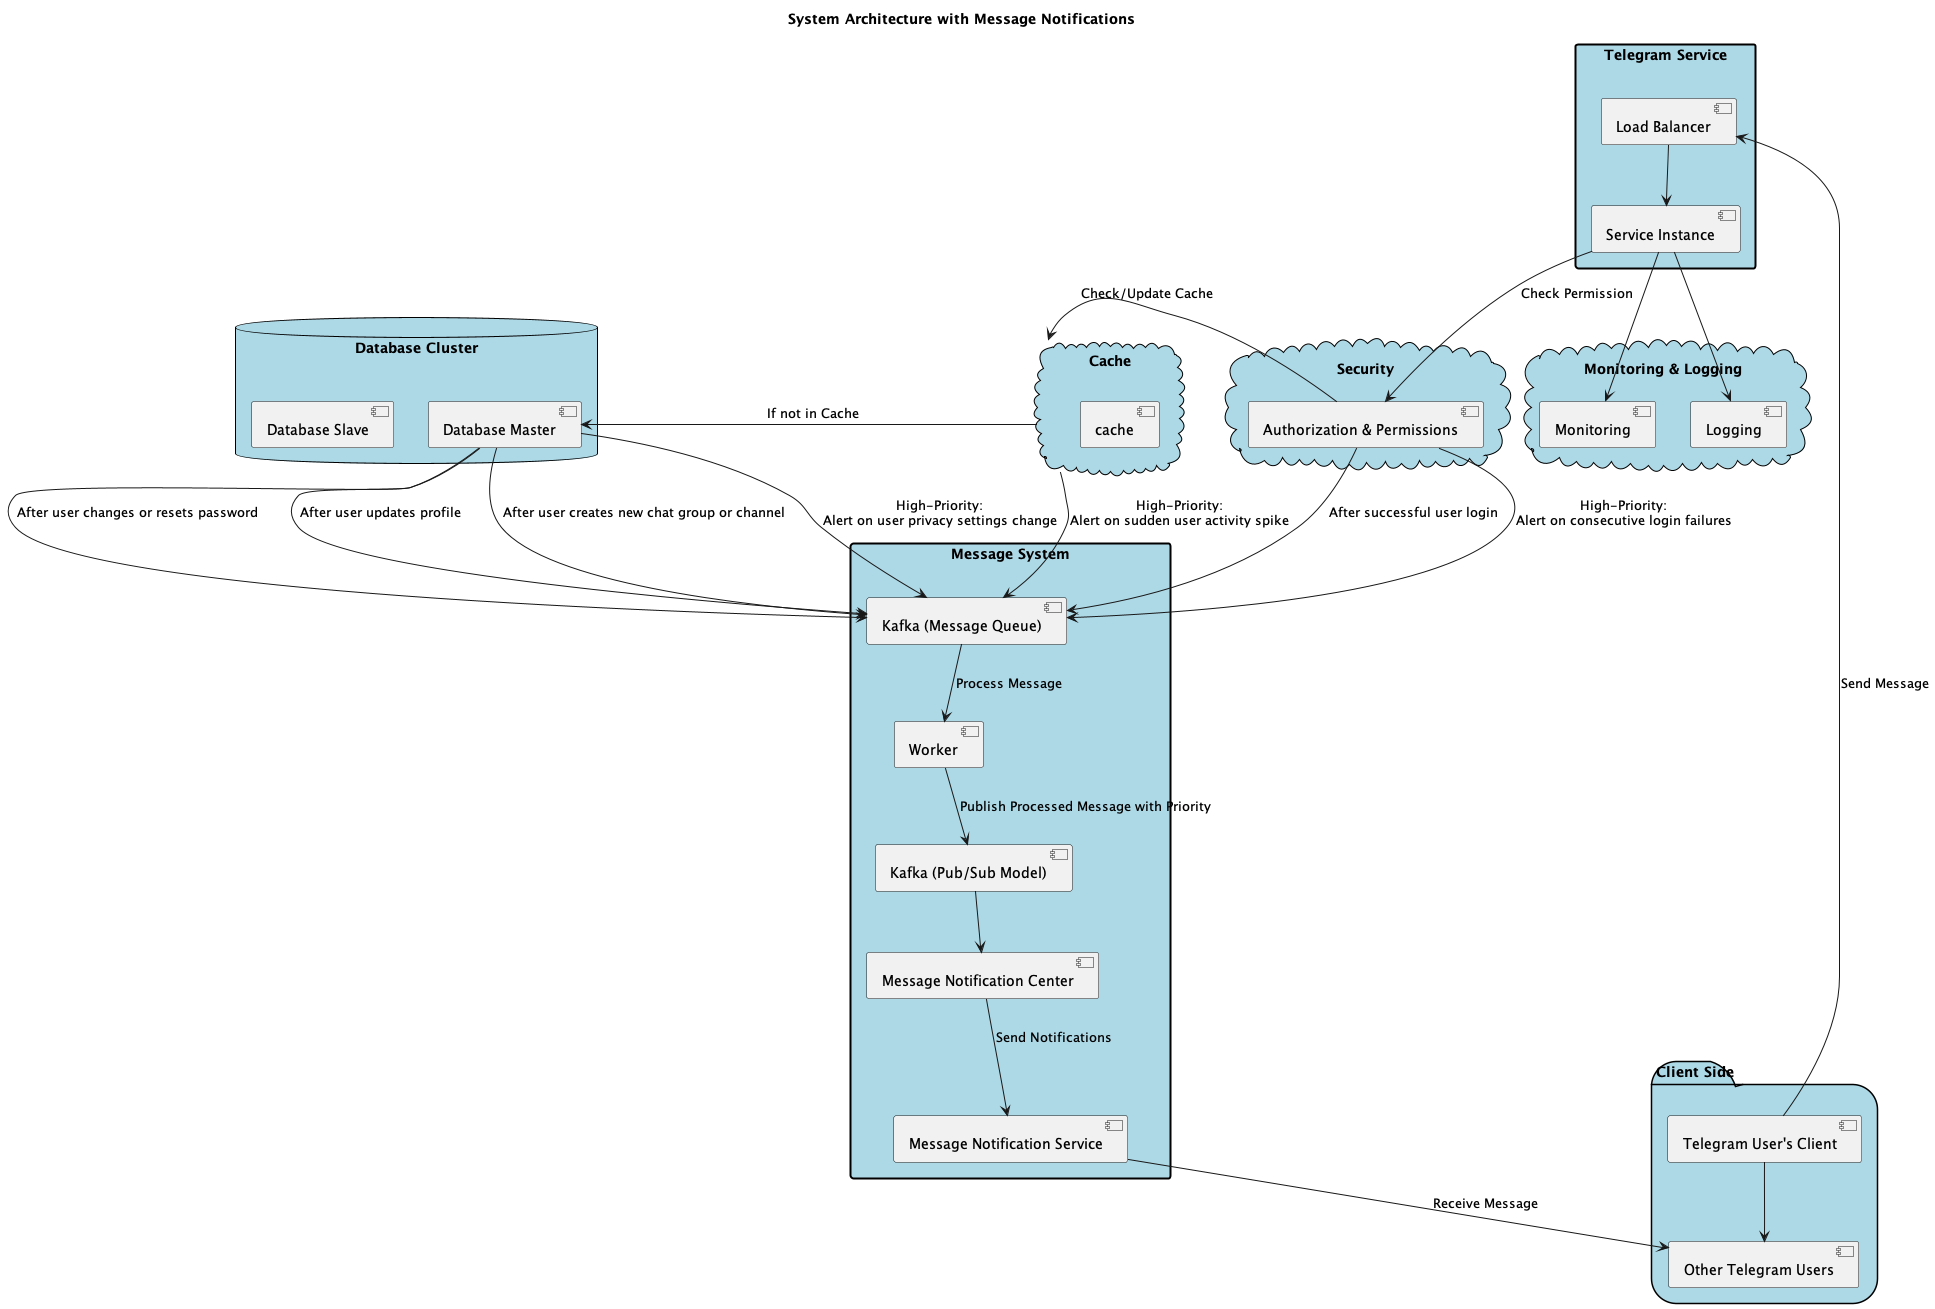 System Architecture with Message Notifications
Telegram Service
Load Balancer
Service Instance
Check/Update Cache
Check Permission
Database Cluster
Cache
Security
Monitoring & Logging
Database Slave
Database Master
If not in Cache
cache
Authorization & Permissions
Monitoring
Logging
After user changes or resets password
After user updates profile
After user creates new chat group or channel
High-Priority:
Alert on user privacy settings change
High-Priority:
Alert on sudden user activity spike
After successful user login
High-Priority:
Alert on consecutive login failures
Message System
Kafka (Message Queue)
Process Message
Send Message
Worker
Publish Processed Message with Priority
Kafka (Pub/Sub Model)
Message Notification Center
Send Notifications
Client Side
Message Notification Service
Telegram User's Client
Receive Message
Other Telegram Users